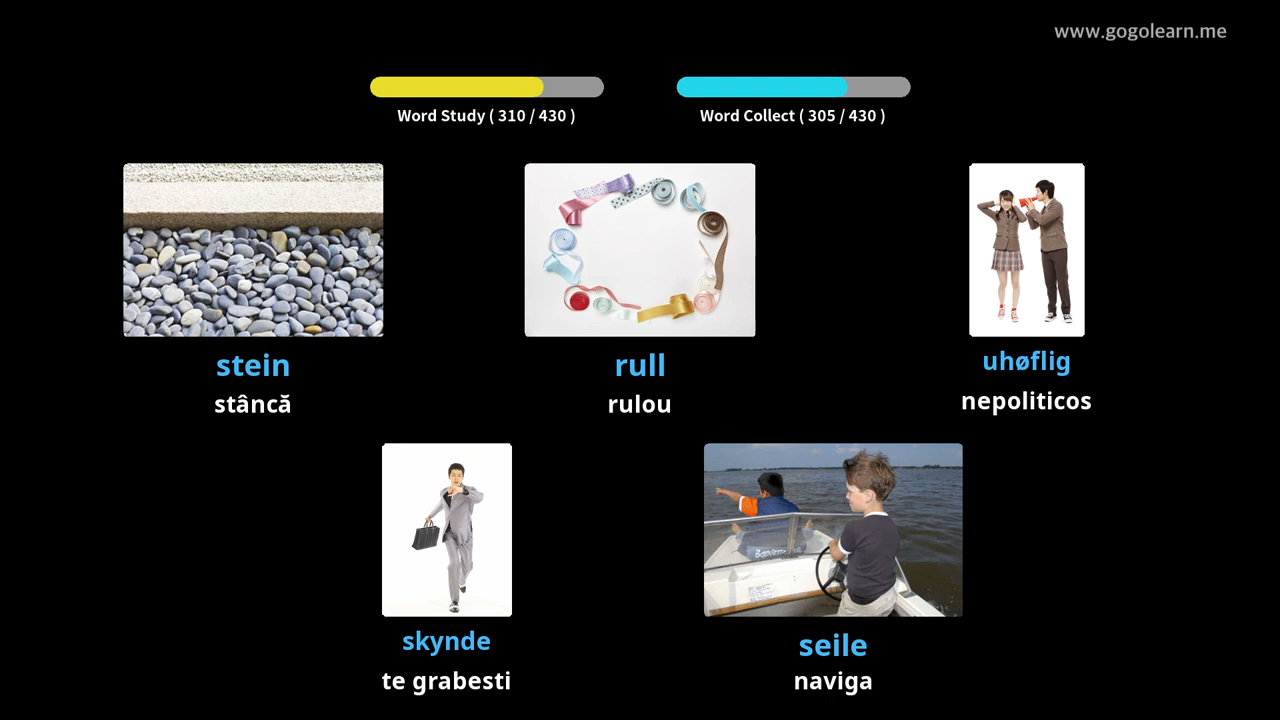 www.gogolearn.me
Word Study ( 310 / 430 )
Word Collect ( 305 / 430 )
stein
stâncă
rull
rulou
uhøflig
nepoliticos
skynde
te grabesti
seile
naviga